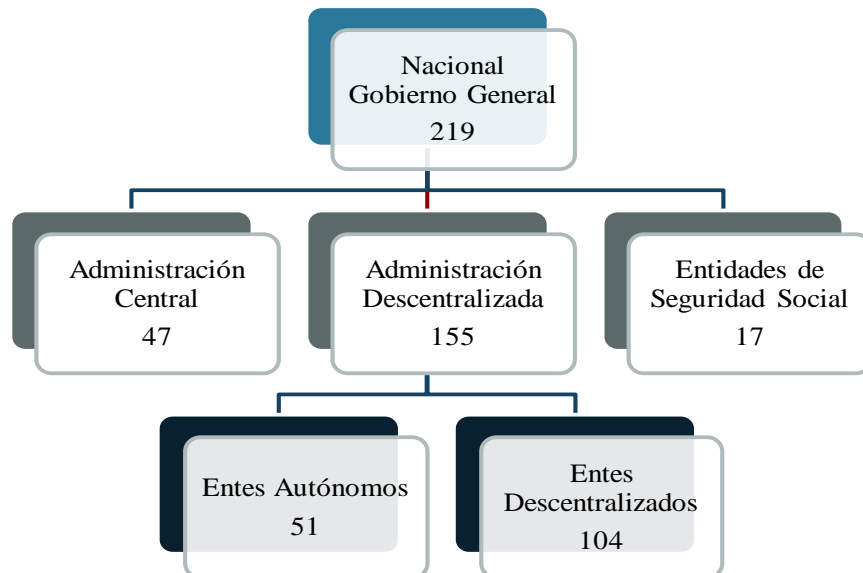 Nacional
Gobierno General
219
Administración
Central
47
Administración
Descentralizada
155
Entidades de
Seguridad Social
17
Entes Autónomos
51
Entes
Descentralizados
104